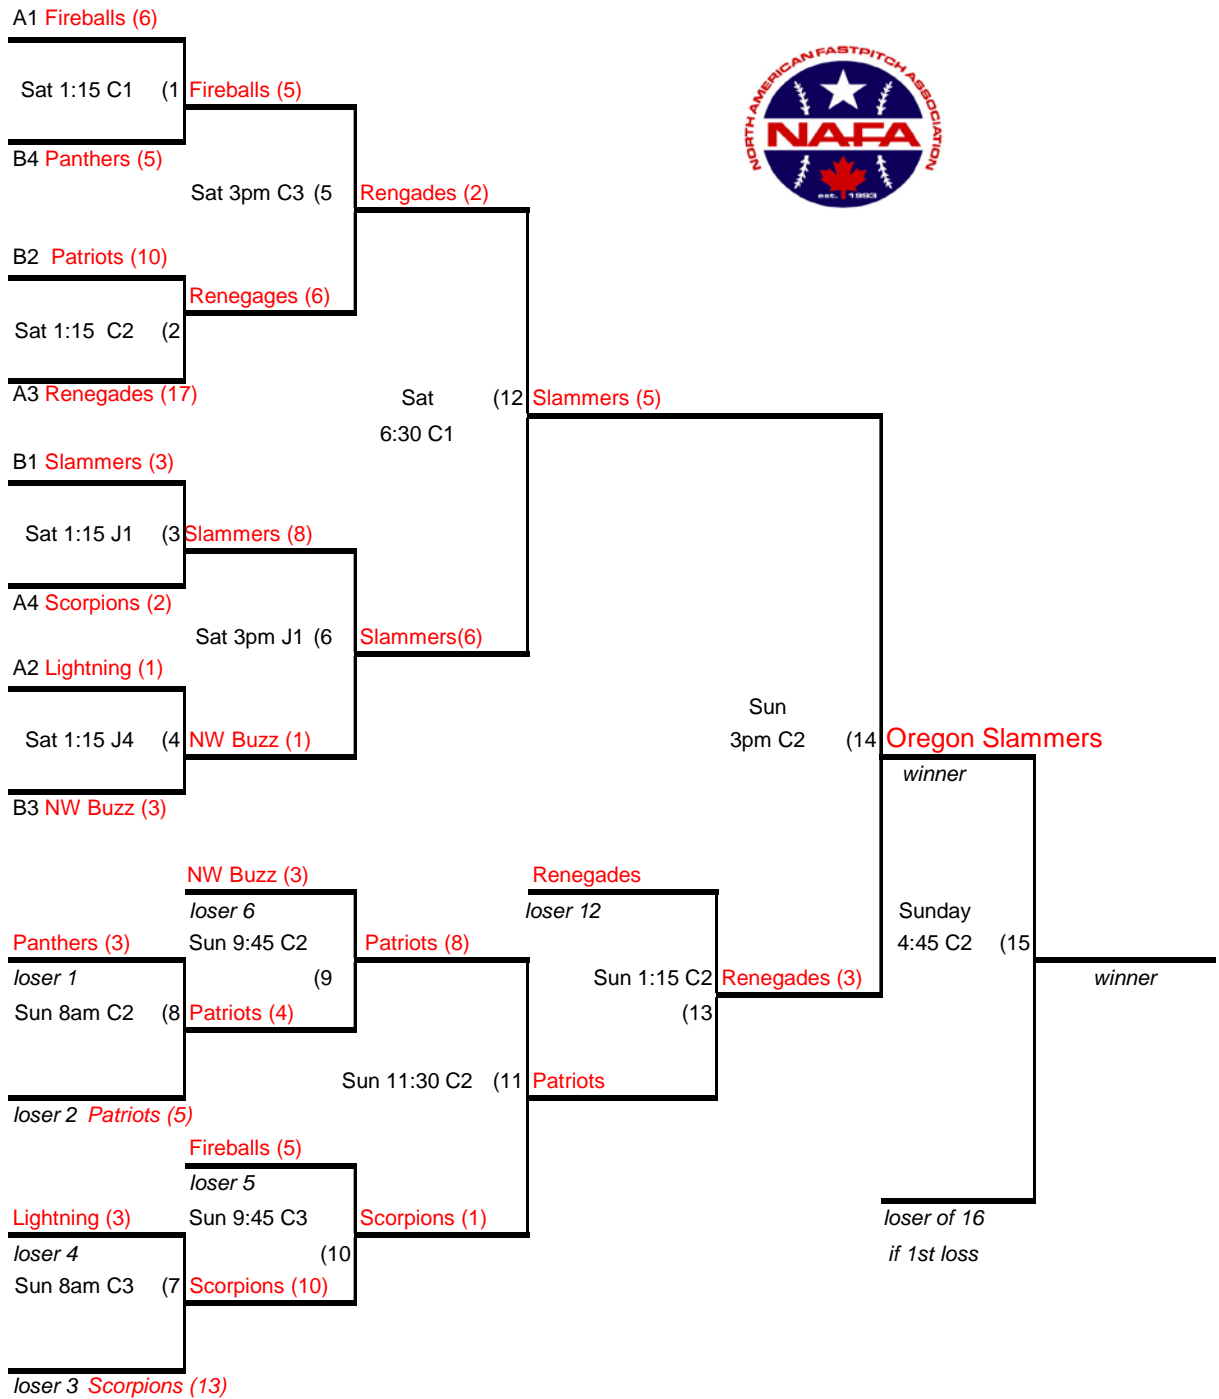 A1 Fireballs (6)
Sat 1:15 C1 (1 Fireballs (5)
B4 Panthers (5)
Sat 3pm C3 (5 Rengades (2)
B2 Patriots (10)
Renegages (6)
Sat 1:15 C2 (2
A3 Renegades (17)
Sat (12 Slammers (5)
6:30 C1
B1 Slammers (3)
Sat 1:15 J1 (3 Slammers (8)
A4 Scorpions (2)
Sat 3pm J1 (6 Slammers(6)
A2 Lightning (1)
Sat 1:15 J4 (4 NW Buzz (1)
B3 NW Buzz (3)
Sun
3pm C2 (14 Oregon Slammers
winner
NW Buzz (3)
loser 6
Renegades
loser 12
Sunday
4:45 C2 (15
winner
Panthers (3)
loser 1
Sun 9:45 C2
(9
Patriots (8)
Sun 8am C2 (8 Patriots (4)
Sun 1:15 C2
(13
Renegades (3)
Sun 11:30 C2 (11 Patriots
loser 2 Patriots (5)
Fireballs (5)
loser 5
Lightning (3)
loser 4
Sun 9:45 C3
(10
Scorpions (1)
Sun 8am C3 (7 Scorpions (10)
loser 3 Scorpions (13)
loser of 16
if 1st loss
NORTH AMERICAN FASTPITCH ASSOCIATION
NAFA
est. 1993